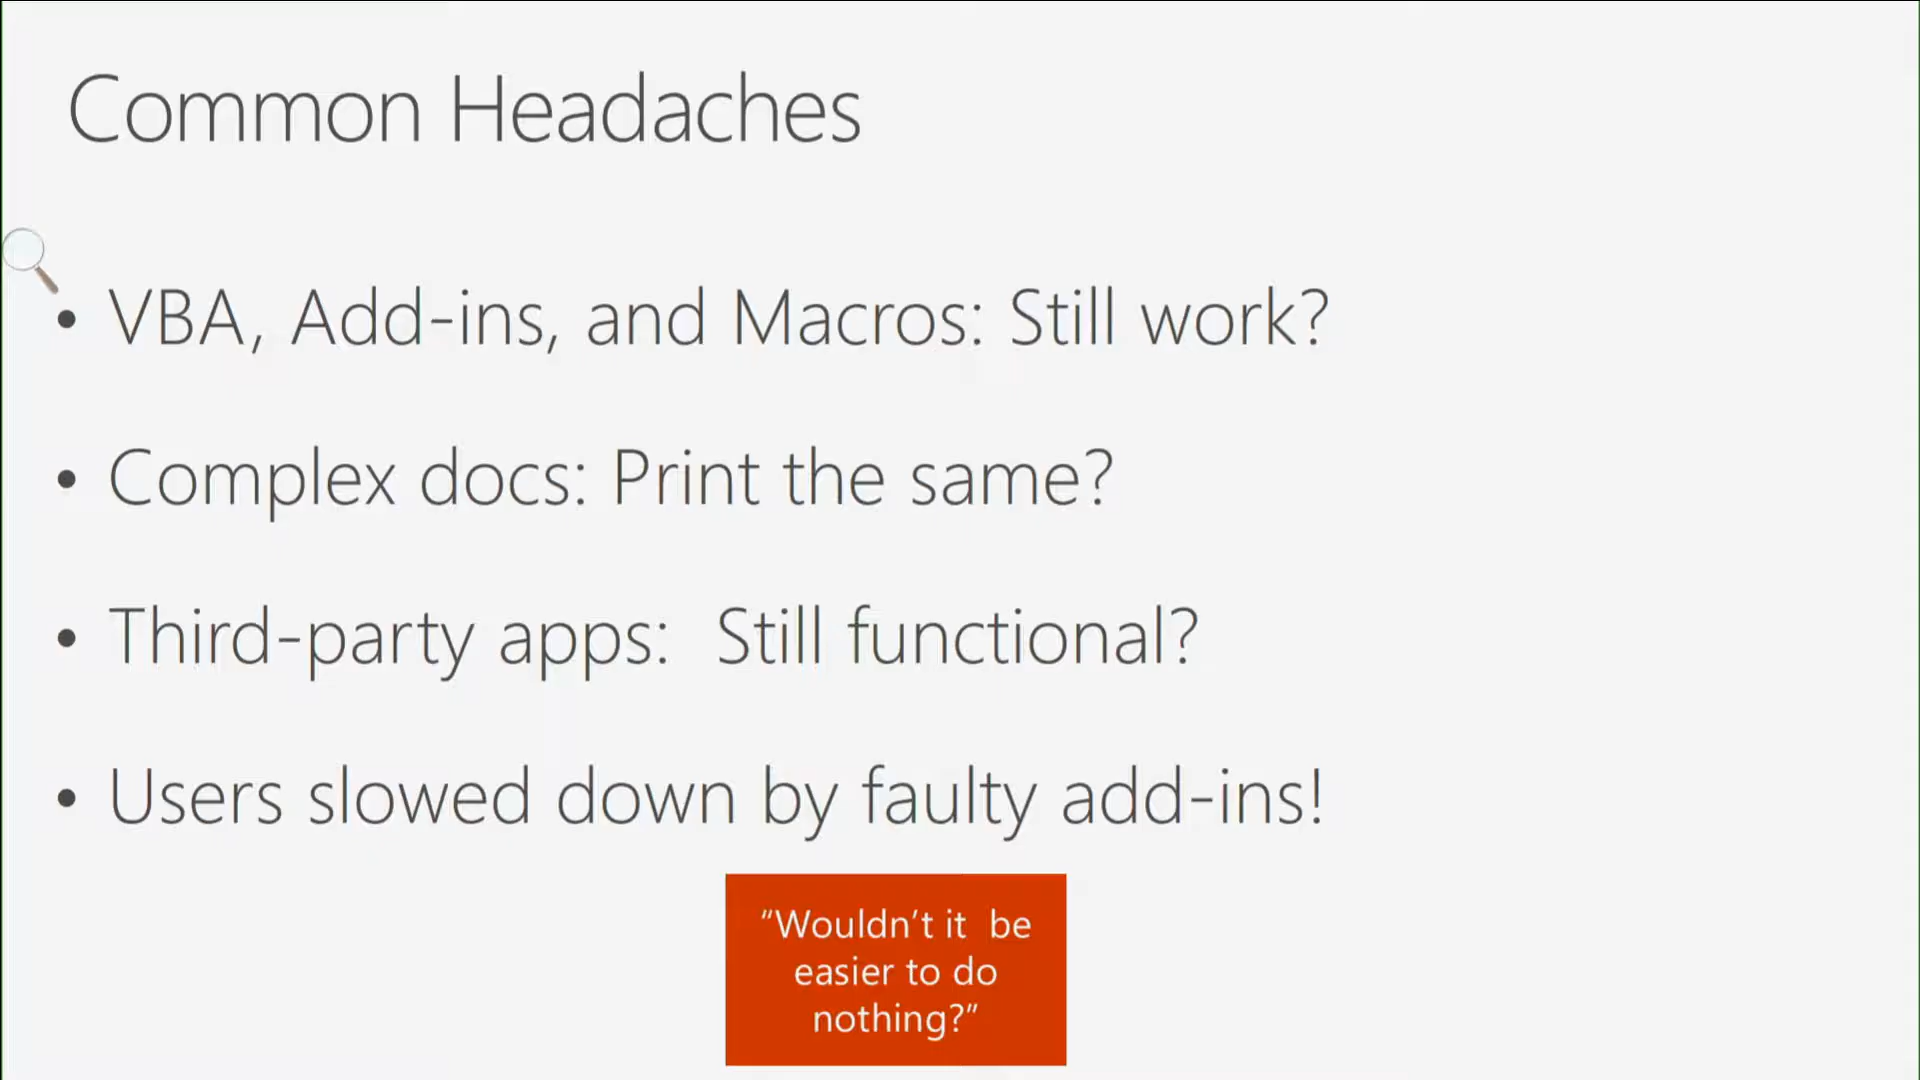 Common Headaches
• VBA, Add-ins, and Macros: Still work?
• Complex docs: Print the same?
• Third-party apps:  Still functional?
• Users slowed down by faulty add-ins!
“Wouldn’t it  be
easier to do
nothing?”